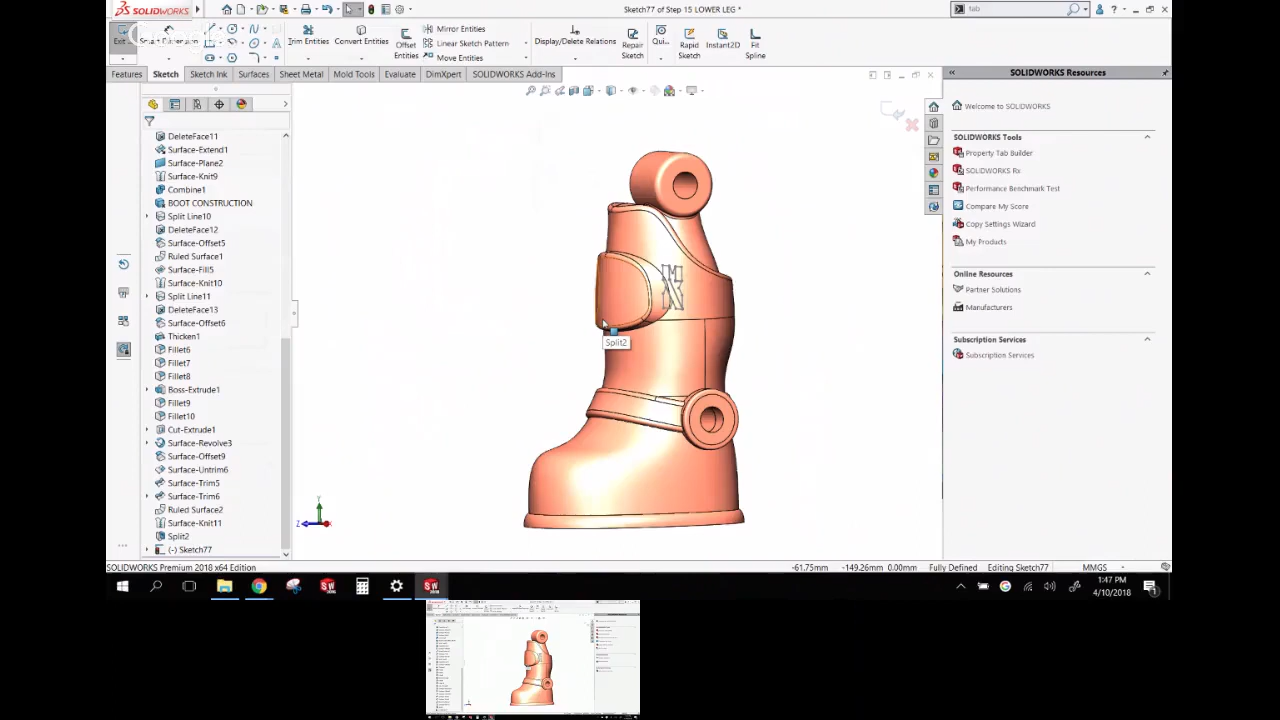 SOLIDWORKS
Sketch77 of Step 15 LOWER LEG *
tab
Trim Entities
Convert Entities
Offset
Entities
Mirror Entities
Linear Sketch Pattern
Move Entities
Display/Delete Relations
Repair
Sketch
Qui...
Rapid
Sketch
Instant2D
Fit
Spline
Features
Sketch
Sketch Ink
Surfaces
Sheet Metal
Mold Tools
Evaluate
DimXpert
SOLIDWORKS Add-Ins
SOLIDWORKS Resources
DeleteFace11
Surface-Extend1
Surface-Plane2
Surface-Knit9
Combine1
BOOT CONSTRUCTION
Split Line10
DeleteFace12
Surface-Offset5
Ruled Surface1
Surface-Fill5
Surface-Knit10
Split Line11
DeleteFace13
Surface-Offset6
Thicken1
Fillet6
Fillet7
Fillet8
Boss-Extrude1
Fillet9
Fillet10
Cut-Extrude1
Surface-Revolve3
Surface-Offset9
Surface-Untrim6
Surface-Trim5
Surface-Trim6
Ruled Surface2
Surface-Knit11
Split2
(-) Sketch77
MK
Split2
Y
Z
X
Welcome to SOLIDWORKS
SOLIDWORKS Tools
Property Tab Builder
SOLIDWORKS Rx
Performance Benchmark Test
Compare My Score
Copy Settings Wizard
My Products
Online Resources
Partner Solutions
Manufacturers
Subscription Services
Subscription Services
SOLIDWORKS Premium 2018 x64 Edition
-61.75mm
-149.26mm 0.00mm
Fully Defined
Editing Sketch77
MMGS
1:47 PM
4/10/2018